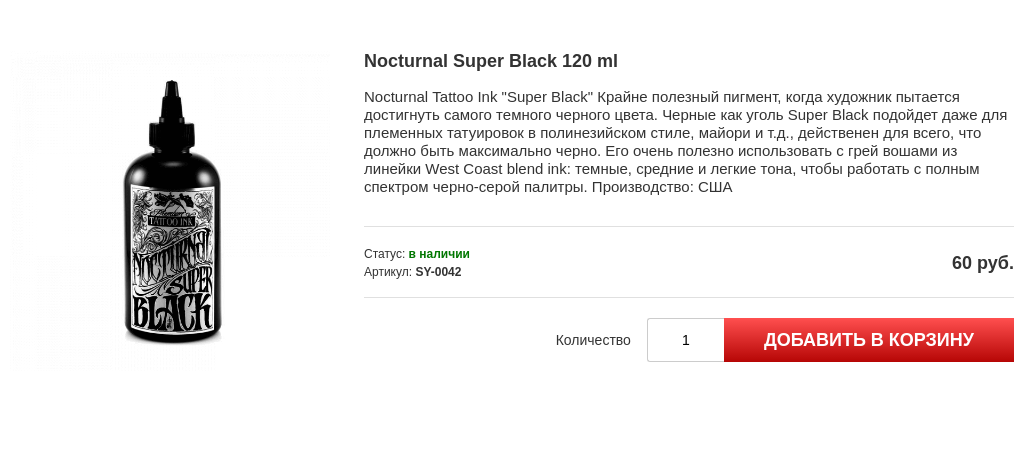 Nocturnal Super Black 120 ml
Nocturnal Tattoo Ink "Super Black" Крайне полезный пигмент, когда художник пытается
достигнуть самого темного черного цвета. Черные как уголь Super Black подойдет даже для
племенных татуировок в полинезийском стиле, майори и т.д., действенен для всего, что
должно быть максимально черно. Его очень полезно использовать с грей вошами из
линейки West Coast blend ink: темные, средние и легкие тона, чтобы работать с полным
спектром черно-серой палитры. Производство: США
Статус: в наличии
Артикул: SY-0042
60 руб.
Количество 1 ДОБАВИТЬ В КОРЗИНУ
TATTOO INK
NOCTURNAL
SUPER
BLACK